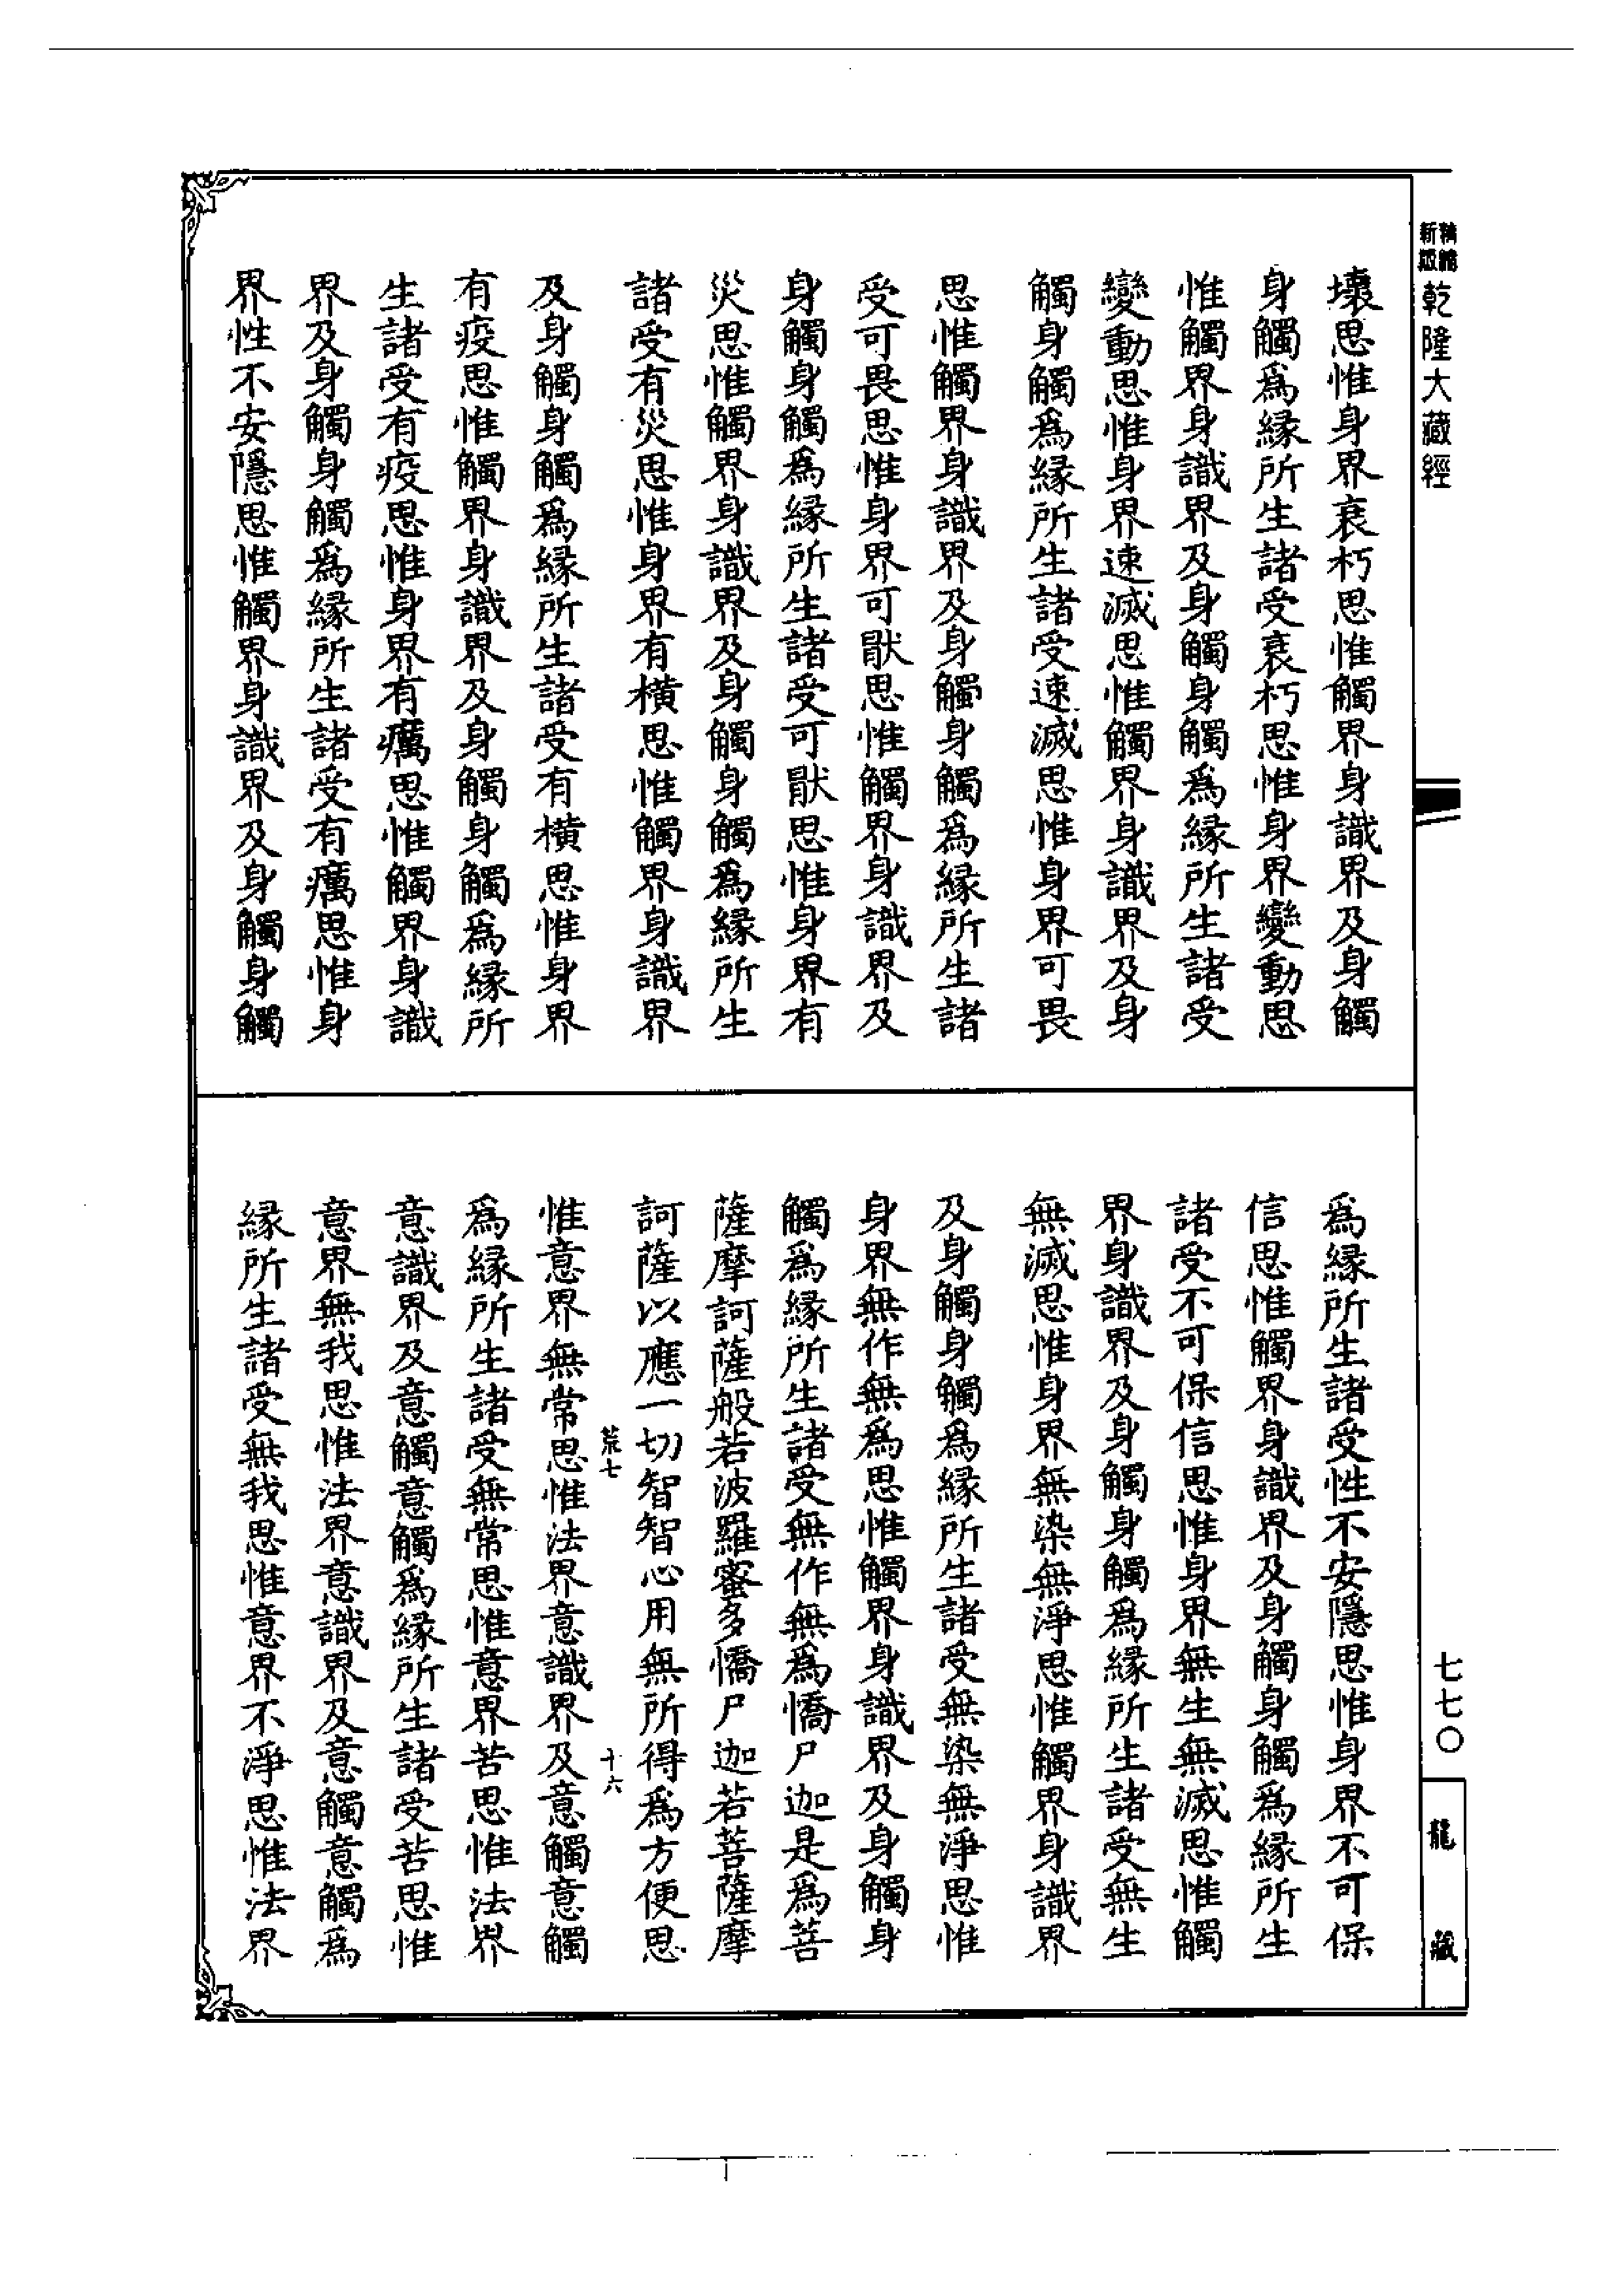 新版
精縮
乾隆大藏經
壞思惟身界衰朽思惟觸界身識界及身觸
身觸爲緣所生諸受衰朽思惟身界變動思
惟觸界身識界及身觸身觸爲緣所生諸受
變動思惟身界速滅思惟觸界身識界及身
觸身觸爲緣所生諸受速滅思惟身界可畏
思惟觸界身識界及身觸身觸爲緣所生諸
受可畏思惟身界可猒思惟觸界身識界及
身觸身觸爲緣所生諸受可猒思惟身界有
災思惟觸界身識界及身觸身觸爲緣所生
諸受有災思惟身界有橫思惟觸界身識界
及身觸身觸爲緣所生諸受有橫思惟身界
有疫思惟觸界身識界及身觸身觸爲緣所
生諸受有疫思惟身界有癘思惟觸界身識
界及身觸身觸爲緣所生諸受有癘思惟身
界性不安隱思惟觸界身識界及身觸身觸
爲緣所生諸受性不安隱思惟身界不可保
信思惟觸界身識界及身觸身觸爲緣所生
諸受不可保信思惟身界無生無滅思惟觸
界身識界及身觸身觸爲緣所生諸受無生
無滅思惟身界無染無淨思惟觸界身識界
及身觸身觸爲緣所生諸受無染無淨思惟
身界無作無爲思惟觸界身識界及身觸身
觸爲緣所生諸受無作無爲憍尸迦是爲菩
薩摩訶薩般若波羅蜜多憍尸迦若菩薩摩
訶薩以應一切智智心用無所得爲方便思
荒七
十六
惟意界無常思惟法界意識界及意觸意觸
爲緣所生諸受無常思惟意界苦思惟法界
意識界及意觸意觸爲緣所生諸受苦思惟
意界無我思惟法界意識界及意觸意觸爲
緣所生諸受無我思惟意界不淨思惟法界
七七〇
龍藏